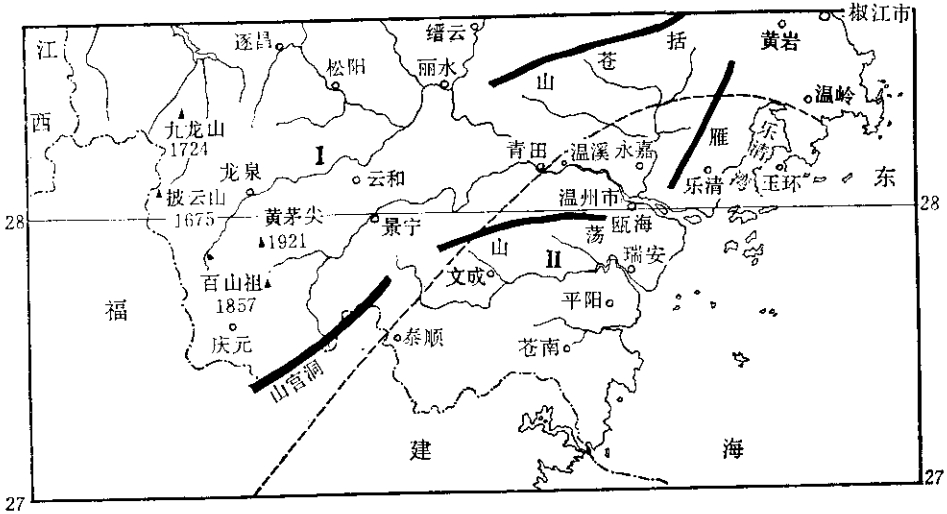 椒江市
江
遂昌
缙云
括
苍
山
黄岩
松阳
丽水
温岭
西
九龙山
1724
I
青田
温溪
永嘉
雁
乐清
龙泉
云和
乐清
玉环
东
披云山
1675
温州市
28
黄茅尖
1921
景宁
荡
瓯海
28
山
II
瑞安
百山祖
1857
文成
平阳
福
庆元
泰顺
苍南
山宫洞
建
海
27
27